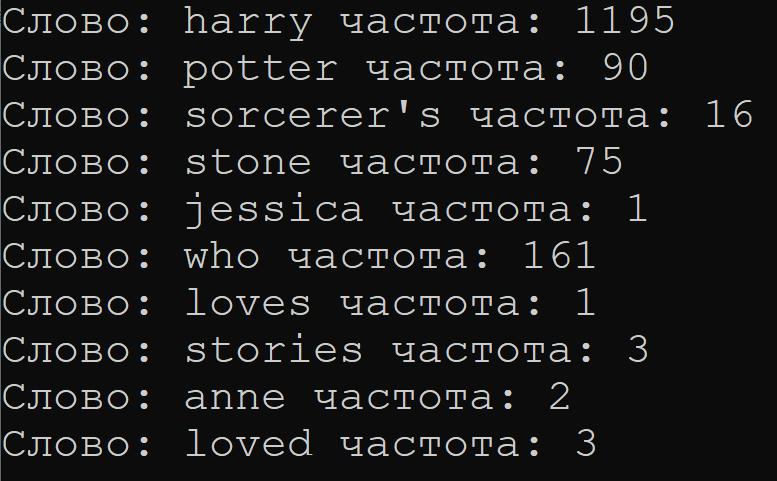 Слово: harry частота: 1195
Слово: potter частота: 90
Слово: sorcerer's частота: 16
Слово: stone частота: 75
Слово: jessica частота: 1
Слово: who частота: 161
Слово: loves частота: 1
Слово: stories частота: 3
Слово: anne частота: 2
Слово: loved частота: 3